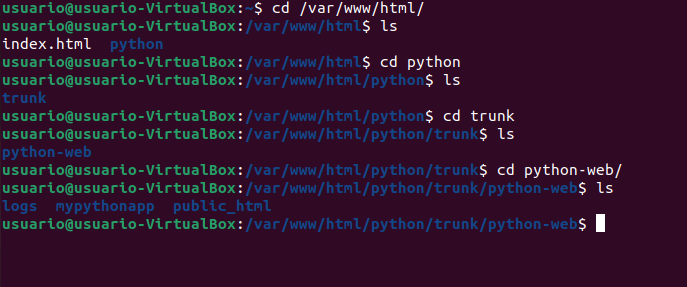 usuario@usuario-VirtualBox:~$ cd /var/www/html/
usuario@usuario-VirtualBox:/var/www/html$ ls
index.html  python
usuario@usuario-VirtualBox:/var/www/html$ cd python
usuario@usuario-VirtualBox:/var/www/html/python$ ls
trunk
usuario@usuario-VirtualBox:/var/www/html/python$ cd trunk
usuario@usuario-VirtualBox:/var/www/html/python/trunk$ ls
python-web
usuario@usuario-VirtualBox:/var/www/html/python/trunk$ cd python-web/
usuario@usuario-VirtualBox:/var/www/html/python/trunk/python-web$ ls
logs  mypythonapp  public_html
usuario@usuario-VirtualBox:/var/www/html/python/trunk/python-web$